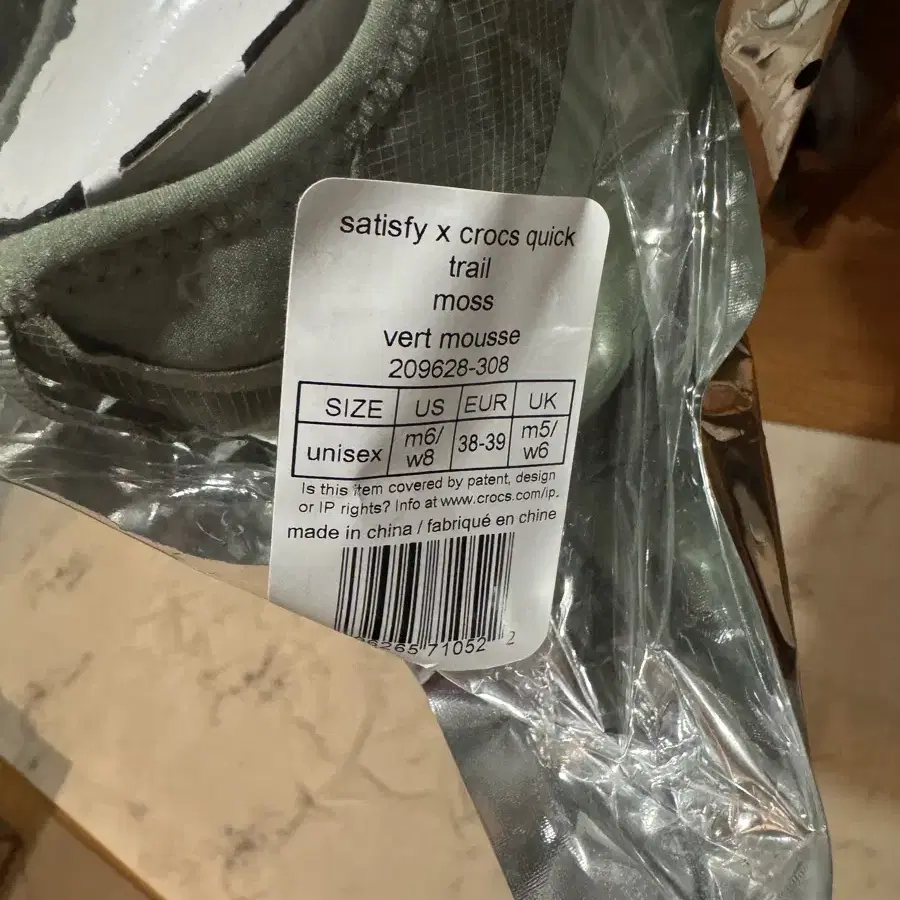 satisfy x crocs quick
trail
moss
vert mousse
209628-308
SIZE US EUR UK
unisex m6/ w8 38-39 m5/ w6
Is this item covered by patent, design
or IP rights? Info at www.crocs.com/ip.
made in china / fabriqué en chine
265 71052 2